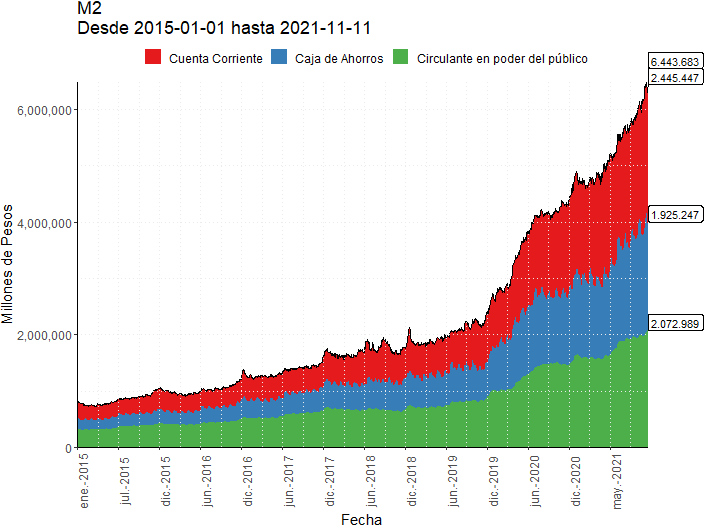 M2
Desde 2015-01-01 hasta 2021-11-11
Cuenta Corriente
Caja de Ahorros
Circulante en poder del público
6.443.683
2.445.447
1.925.247
2.072.989
Millones de Pesos
6,000,000
4,000,000
2,000,000
0
ene.-2015
jul.-2015
dic.-2015
jun.-2016
dic.-2016
jun.-2017
dic.-2017
jun.-2018
dic.-2018
jun.-2019
dic.-2019
jun.-2020
dic.-2020
may.-2021
Fecha